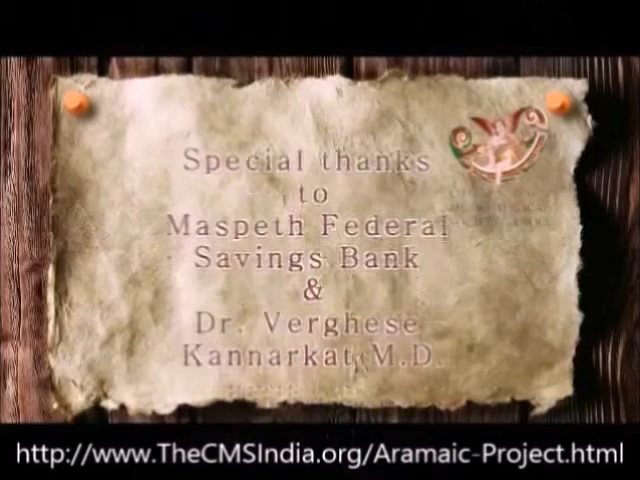 Special thanks
to
Maspeth Federal
Savings Bank
&
Dr. Verghese
Kannarkat, M.D.
http://www.TheCMSIndia.org/Aramaic-Project.html